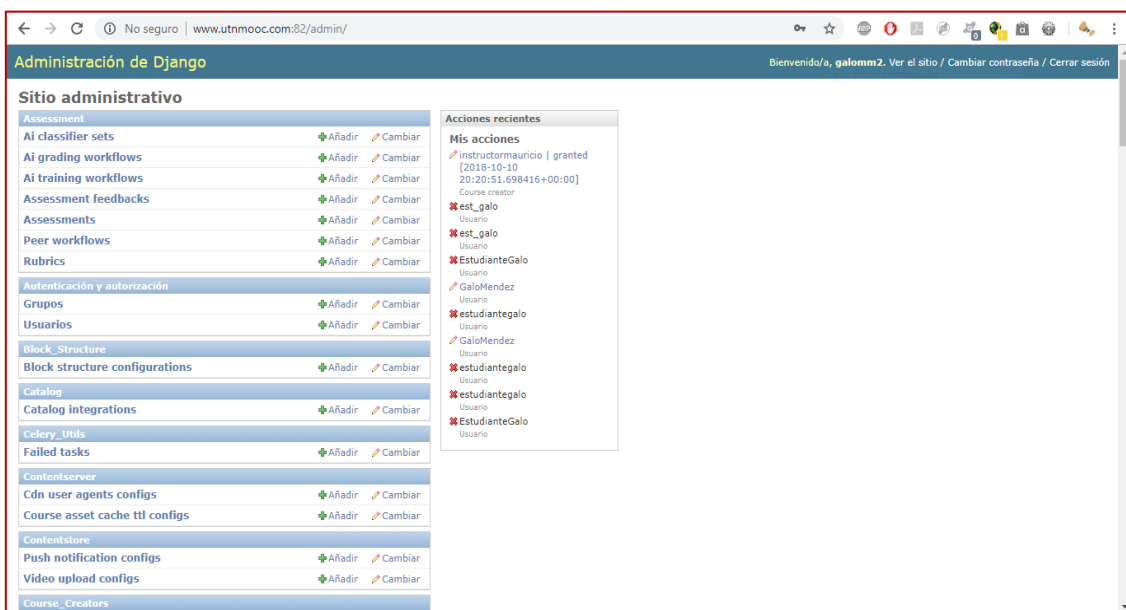 No seguro | www.utnmooc.com:82/admin/
Administración de Django
Bienvenido/a, galomm2. Ver el sitio / Cambiar contraseña / Cerrar sesión
Sitio administrativo
Assessment
Ai classifier sets Añadir Cambiar
Ai grading workflows Añadir Cambiar
Ai training workflows Añadir Cambiar
Assessment feedbacks Añadir Cambiar
Assessments Añadir Cambiar
Peer workflows Añadir Cambiar
Rubrics Añadir Cambiar
Autenticación y autorización
Grupos Añadir Cambiar
Usuarios Añadir Cambiar
Block_Structure
Block structure configurations Añadir Cambiar
Catalog
Catalog integrations Añadir Cambiar
Celery_Utils
Failed tasks Añadir Cambiar
Contentserver
Cdn user agents configs Añadir Cambiar
Course asset cache ttl configs Añadir Cambiar
Contentstore
Push notification configs Añadir Cambiar
Video upload configs Añadir Cambiar
Course_Creators
Acciones recientes
Mis acciones
instructormauricio | granted
[2018-10-10
20:20:51.698416+00:00]
Course creator
est_galo
Usuario
est_galo
Usuario
EstudianteGalo
Usuario
GaloMendez
Usuario
estudiantegalo
Usuario
GaloMendez
Usuario
estudiantegalo
Usuario
estudiantegalo
Usuario
EstudianteGalo
Usuario